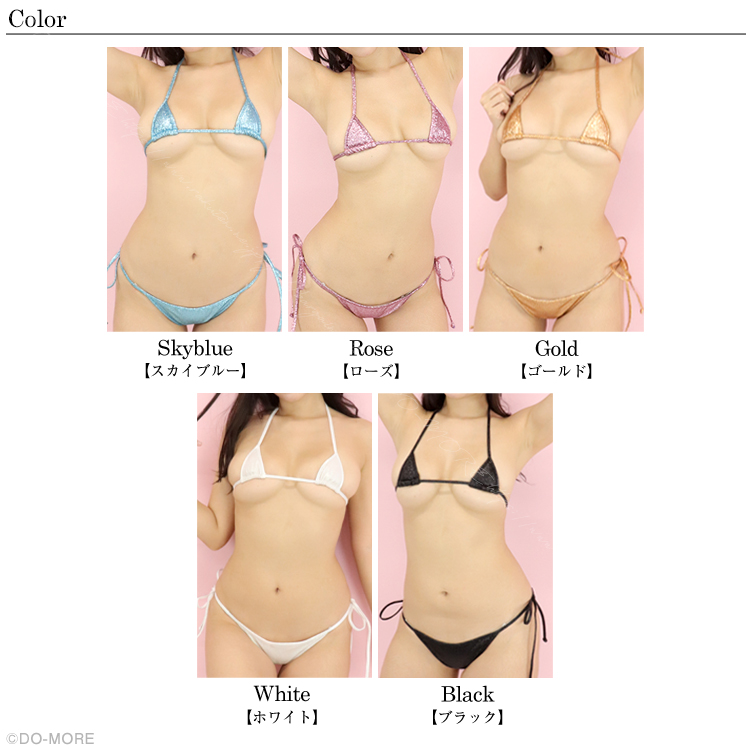 Color
Skyblue
【スカイブルー】
Rose
【ローズ】
Gold
【ゴールド】
White
【ホワイト】
Black
【ブラック】
©DO-MORE